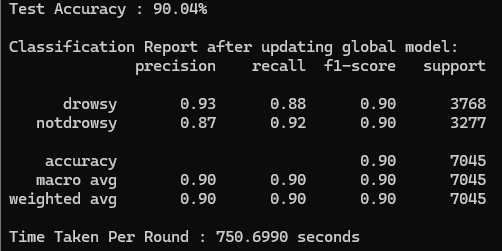 Test Accuracy : 90.04%
Classification Report after updating global model:
precision recall f1-score support
drowsy 0.93 0.88 0.90 3768
notdrowsy 0.87 0.92 0.90 3277
accuracy 0.90 7045
macro avg 0.90 0.90 0.90 7045
weighted avg 0.90 0.90 0.90 7045
Time Taken Per Round : 750.6990 seconds